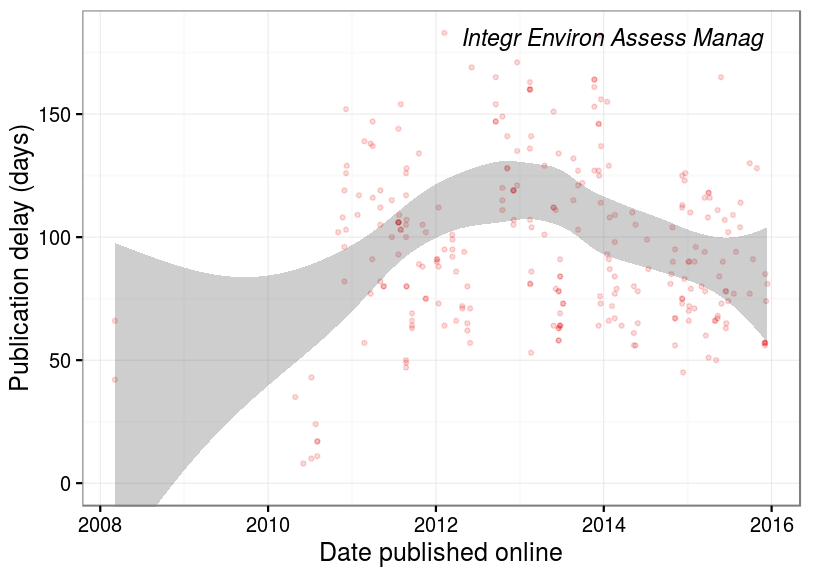 Integr Environ Assess Manag
Publication delay (days)
150
100
50
0
2008 2010 2012 2014 2016
Date published online